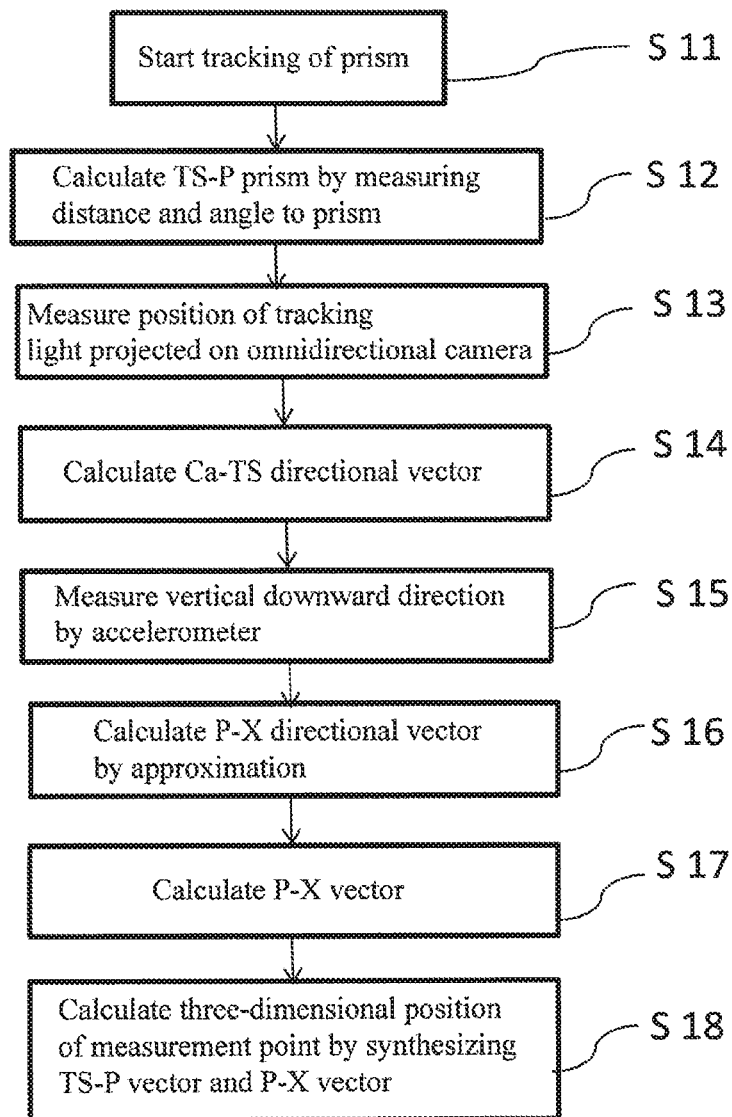 Start tracking of prism
S 11
Calculate TS-P prism by measuring
distance and angle to prism
S 12
Measure position of tracking
light projected on omnidirectional camera
S 13
Calculate Ca-TS directional vector
S 14
Measure vertical downward direction
by accelerometer
S 15
Calculate P-X directional vector
by approximation
S 16
Calculate P-X vector
S 17
Calculate three-dimensional position
of measurement point by synthesizing
TS-P vector and P-X vector
S 18